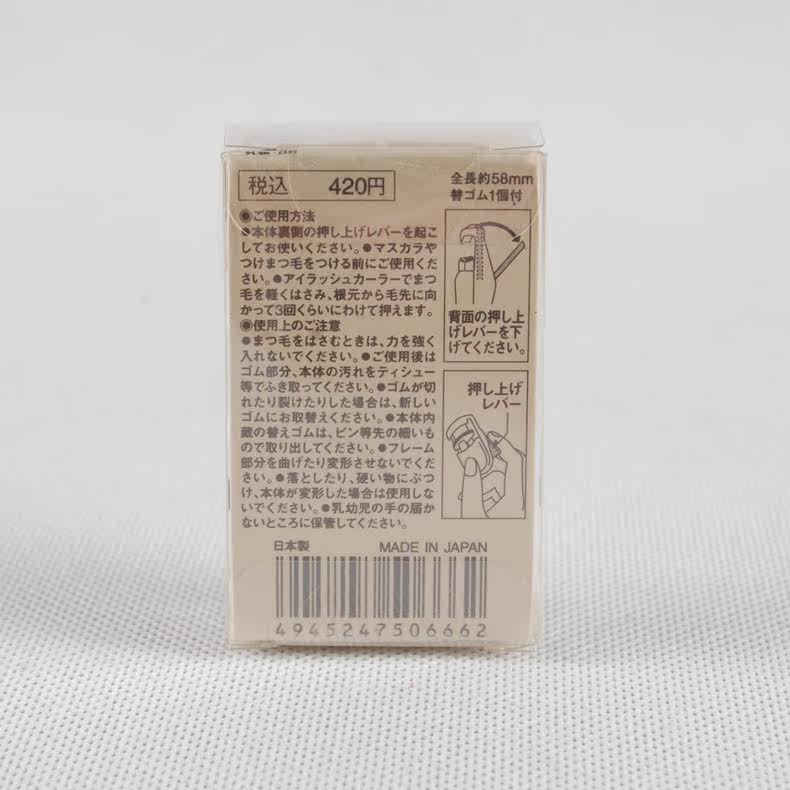 税込 420円
全長約58mm
替ゴム1個付
◉ご使用方法
●本体裏側の押し上げレバーを起こ
してお使いください。●マスカラや
つけまつ毛をつける前にご使用くだ
さい。●アイラッシュカーラーでまつ
毛を軽くはさみ、根元から毛先に向
かって3回くらいにわけて押えます。
◉使用上のご注意
●まつ毛をはさむときは、力を強く
入れないでください。●ご使用後は
ゴム部分、本体の汚れをティシュー
等でふき取ってください。●ゴムが切
れたり裂けたりした場合は、新しい
ゴムにお取替えください。●本体内
蔵の替えゴムは、ピン等先の細いも
ので取り出してください。●フレーム
部分を曲げたり変形させないでくだ
さい。●落としたり、硬い物にぶつ
け、本体が変形した場合は使用しな
いでください。●乳幼児の手の届か
ないところに保管してください。
背面の押し上
げレバーを下
げてください。
押し上げ
レバー
日本製 MADE IN JAPAN
4945247506662